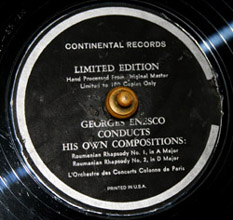 CONTINENTAL RECORDS
LIMITED EDITION
Hand Processed From Original Master
Limited to 100 Copies Only
GEORGES ENESCO
CONDUCTS
HIS OWN COMPOSITIONS:
Roumanian Rhapsody No. 1, in A Major
Roumanian Rhapsody No. 2, in D Major
L'Orchestre des Concerts Colonne de Paris
PRINTED IN U.S.A.